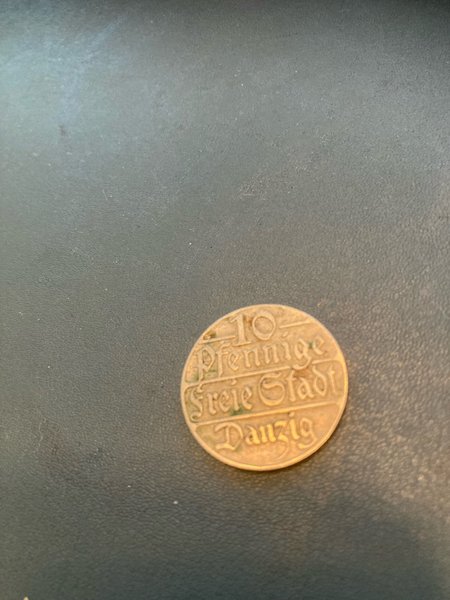 10
Pfennige
Freie Stadt
Danzig